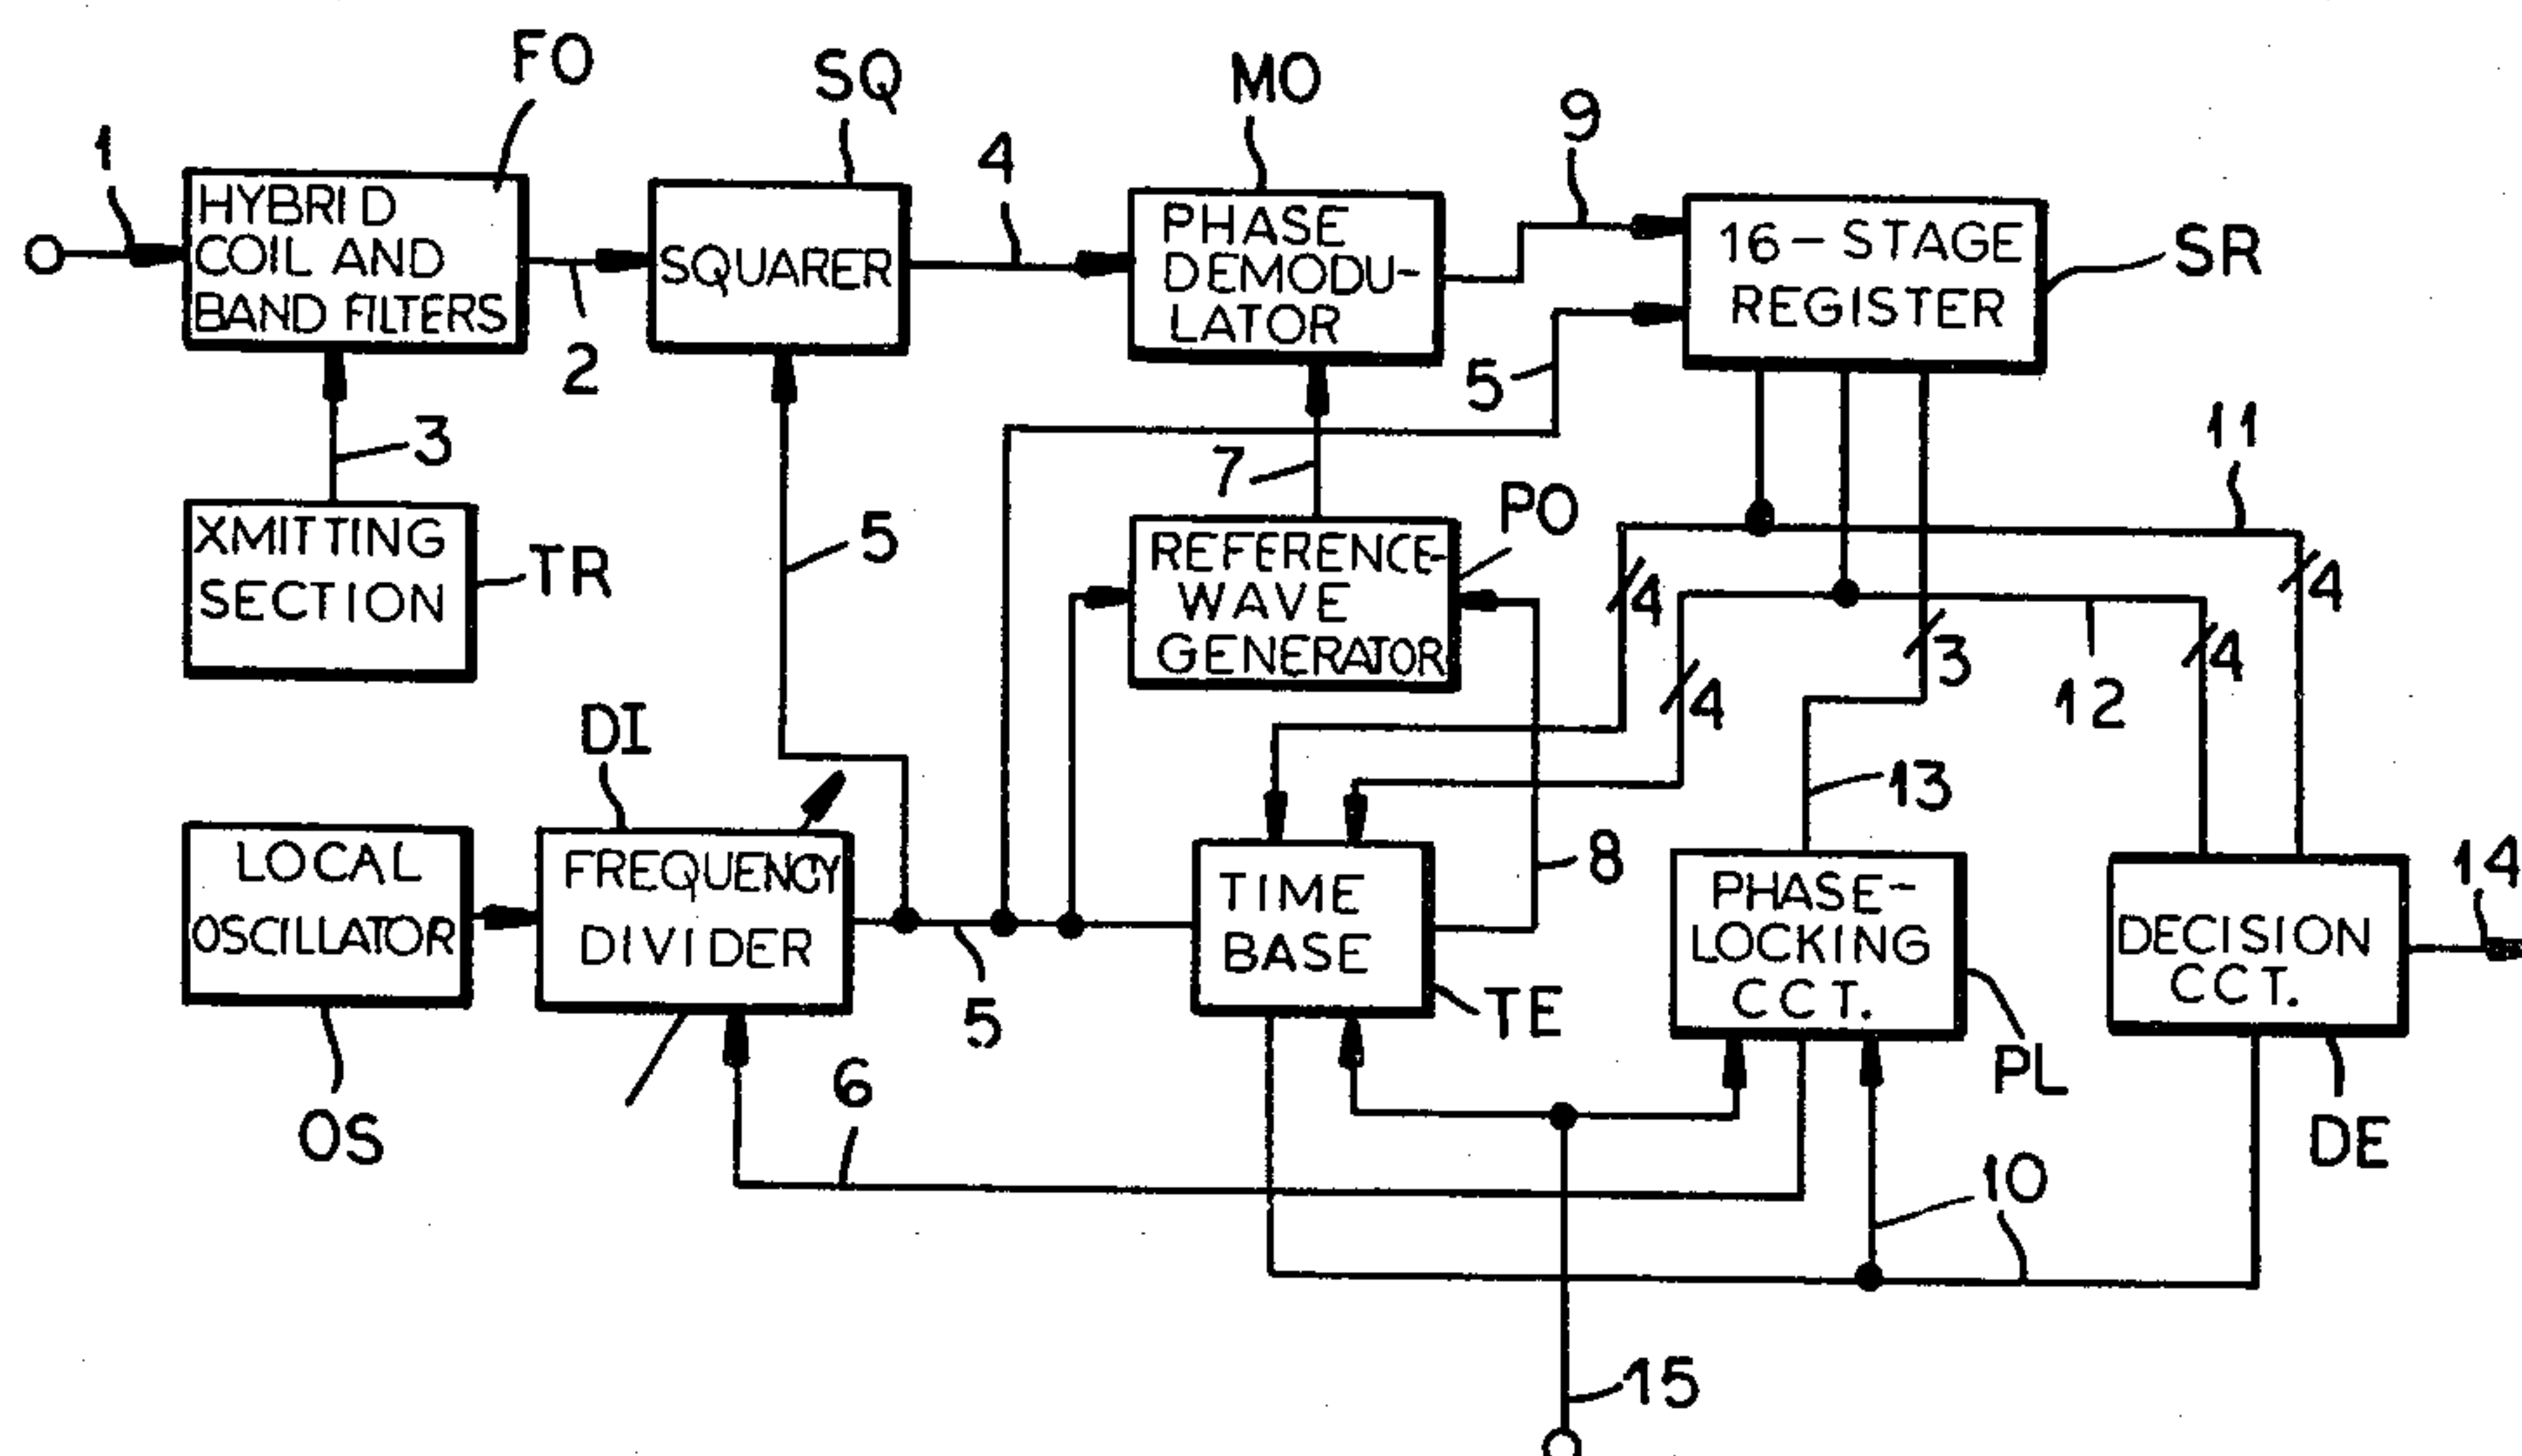 FO
SQ
MO
9
1
4
HYBRID
COIL AND
BAND FILTERS
SQUARER
PHASE
DEMODU-
LATOR
16-STAGE
REGISTER
SR
2
5
3
7
11
XMITTING
SECTION
TR
5
REFERENCE-
WAVE
GENERATOR
PO
4
4
3
4
4
12
DI
13
LOCAL
OSCILLATOR
FREQUENCY
DIVIDER
TIME
BASE
8
PHASE-
LOCKING
CCT.
DECISION
CCT.
14
5
TE
PL
OS
6
DE
10
15